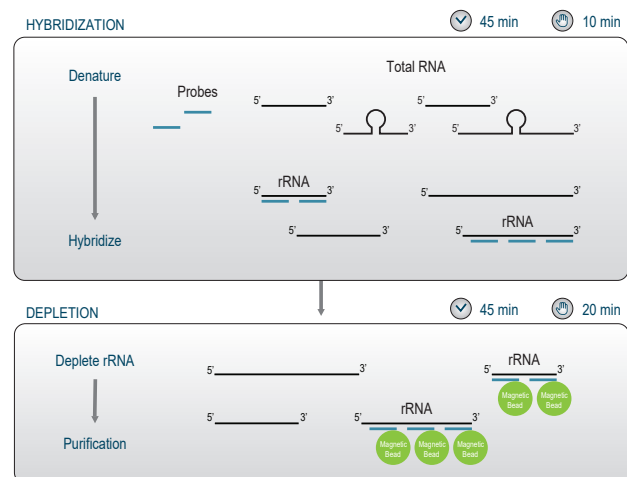 HYBRIDIZATION
45 min
10 min
Denature
Total RNA
Probes
5’ 3’
5’ 3’
5’ 3’
5’ 3’
rRNA
5’ 3’
5’ 3’
rRNA
Hybridize
5’ 3’
5’ 3’
DEPLETION
45 min
20 min
Deplete rRNA
rRNA
5’ 3’
5’ 3’
Magnetic
Bead
Magnetic
Bead
rRNA
5’ 3’
5’ 3’
Purification
Magnetic
Bead
Magnetic
Bead
Magnetic
Bead